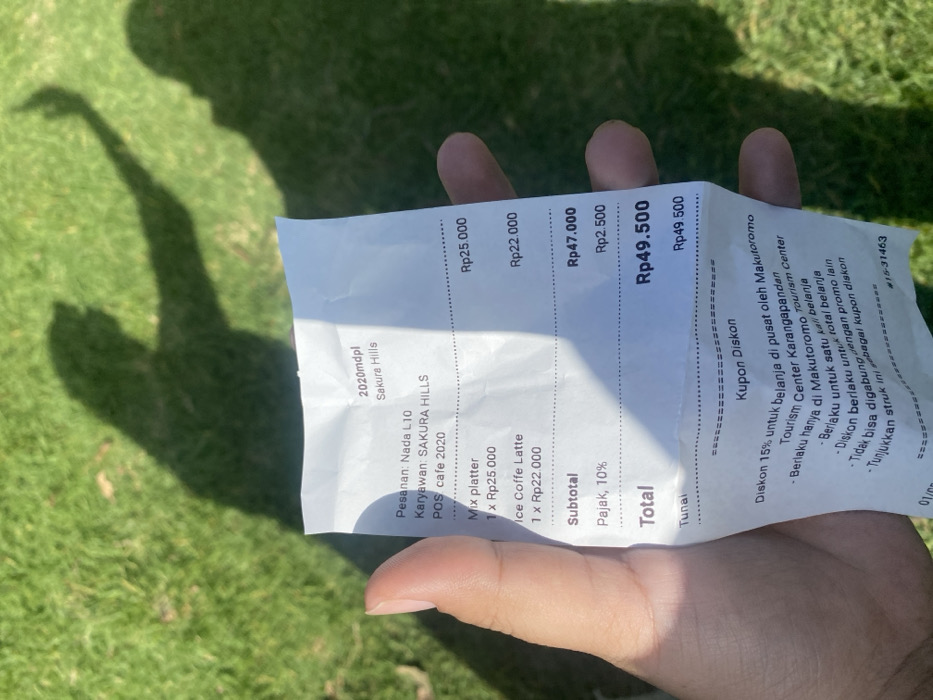 2020mdpl
Sakura Hills
Pesanan: Nada L10
Karyawan: SAKURA HILLS
POS: cafe 2020
Mix platter Rp25.000
1 x Rp25.000
Ice Coffe Latte Rp22.000
1 x Rp22.000
Subtotal Rp47.000
Pajak, 10% Rp2.500
Total Rp49.500
Tunai Rp49.500
Kupon Diskon
Diskon 15% untuk belanja di pusat oleh Makutoromo
Tourism Center Karangapandan
- Berlaku hanya di Makutoromo Tourism Center
- Berlaku untuk satu kali belanja
- Diskon berlaku untuk total belanja
- Tidak bisa digabung dengan promo lain
- Tunjukkan struk ini sebagai kupon diskon
#15-31463